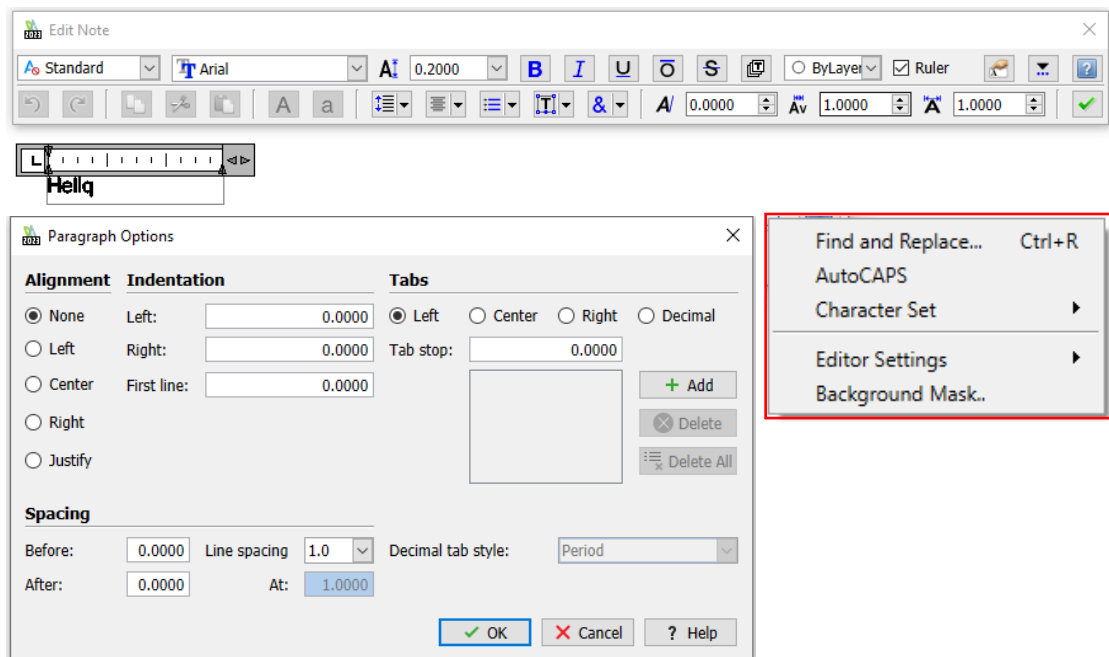 2023 Edit Note
Standard Arial 0.2000 B I U O S T ByLayer Ruler ?
A a & A/ 0.0000 AV 1.0000 A 1.0000
L
Hello
2023 Paragraph Options
Alignment Indentation Tabs
None Left: 0.0000 Left Center Right Decimal
Left Right: 0.0000 Tab stop: 0.0000
Center First line: 0.0000 + Add
Right Delete
Justify Delete All
Spacing
Before: 0.0000 Line spacing 1.0 Decimal tab style: Period
After: 0.0000 At: 1.0000
OK Cancel ? Help
Find and Replace... Ctrl+R
AutoCAPS
Character Set
Editor Settings
Background Mask..